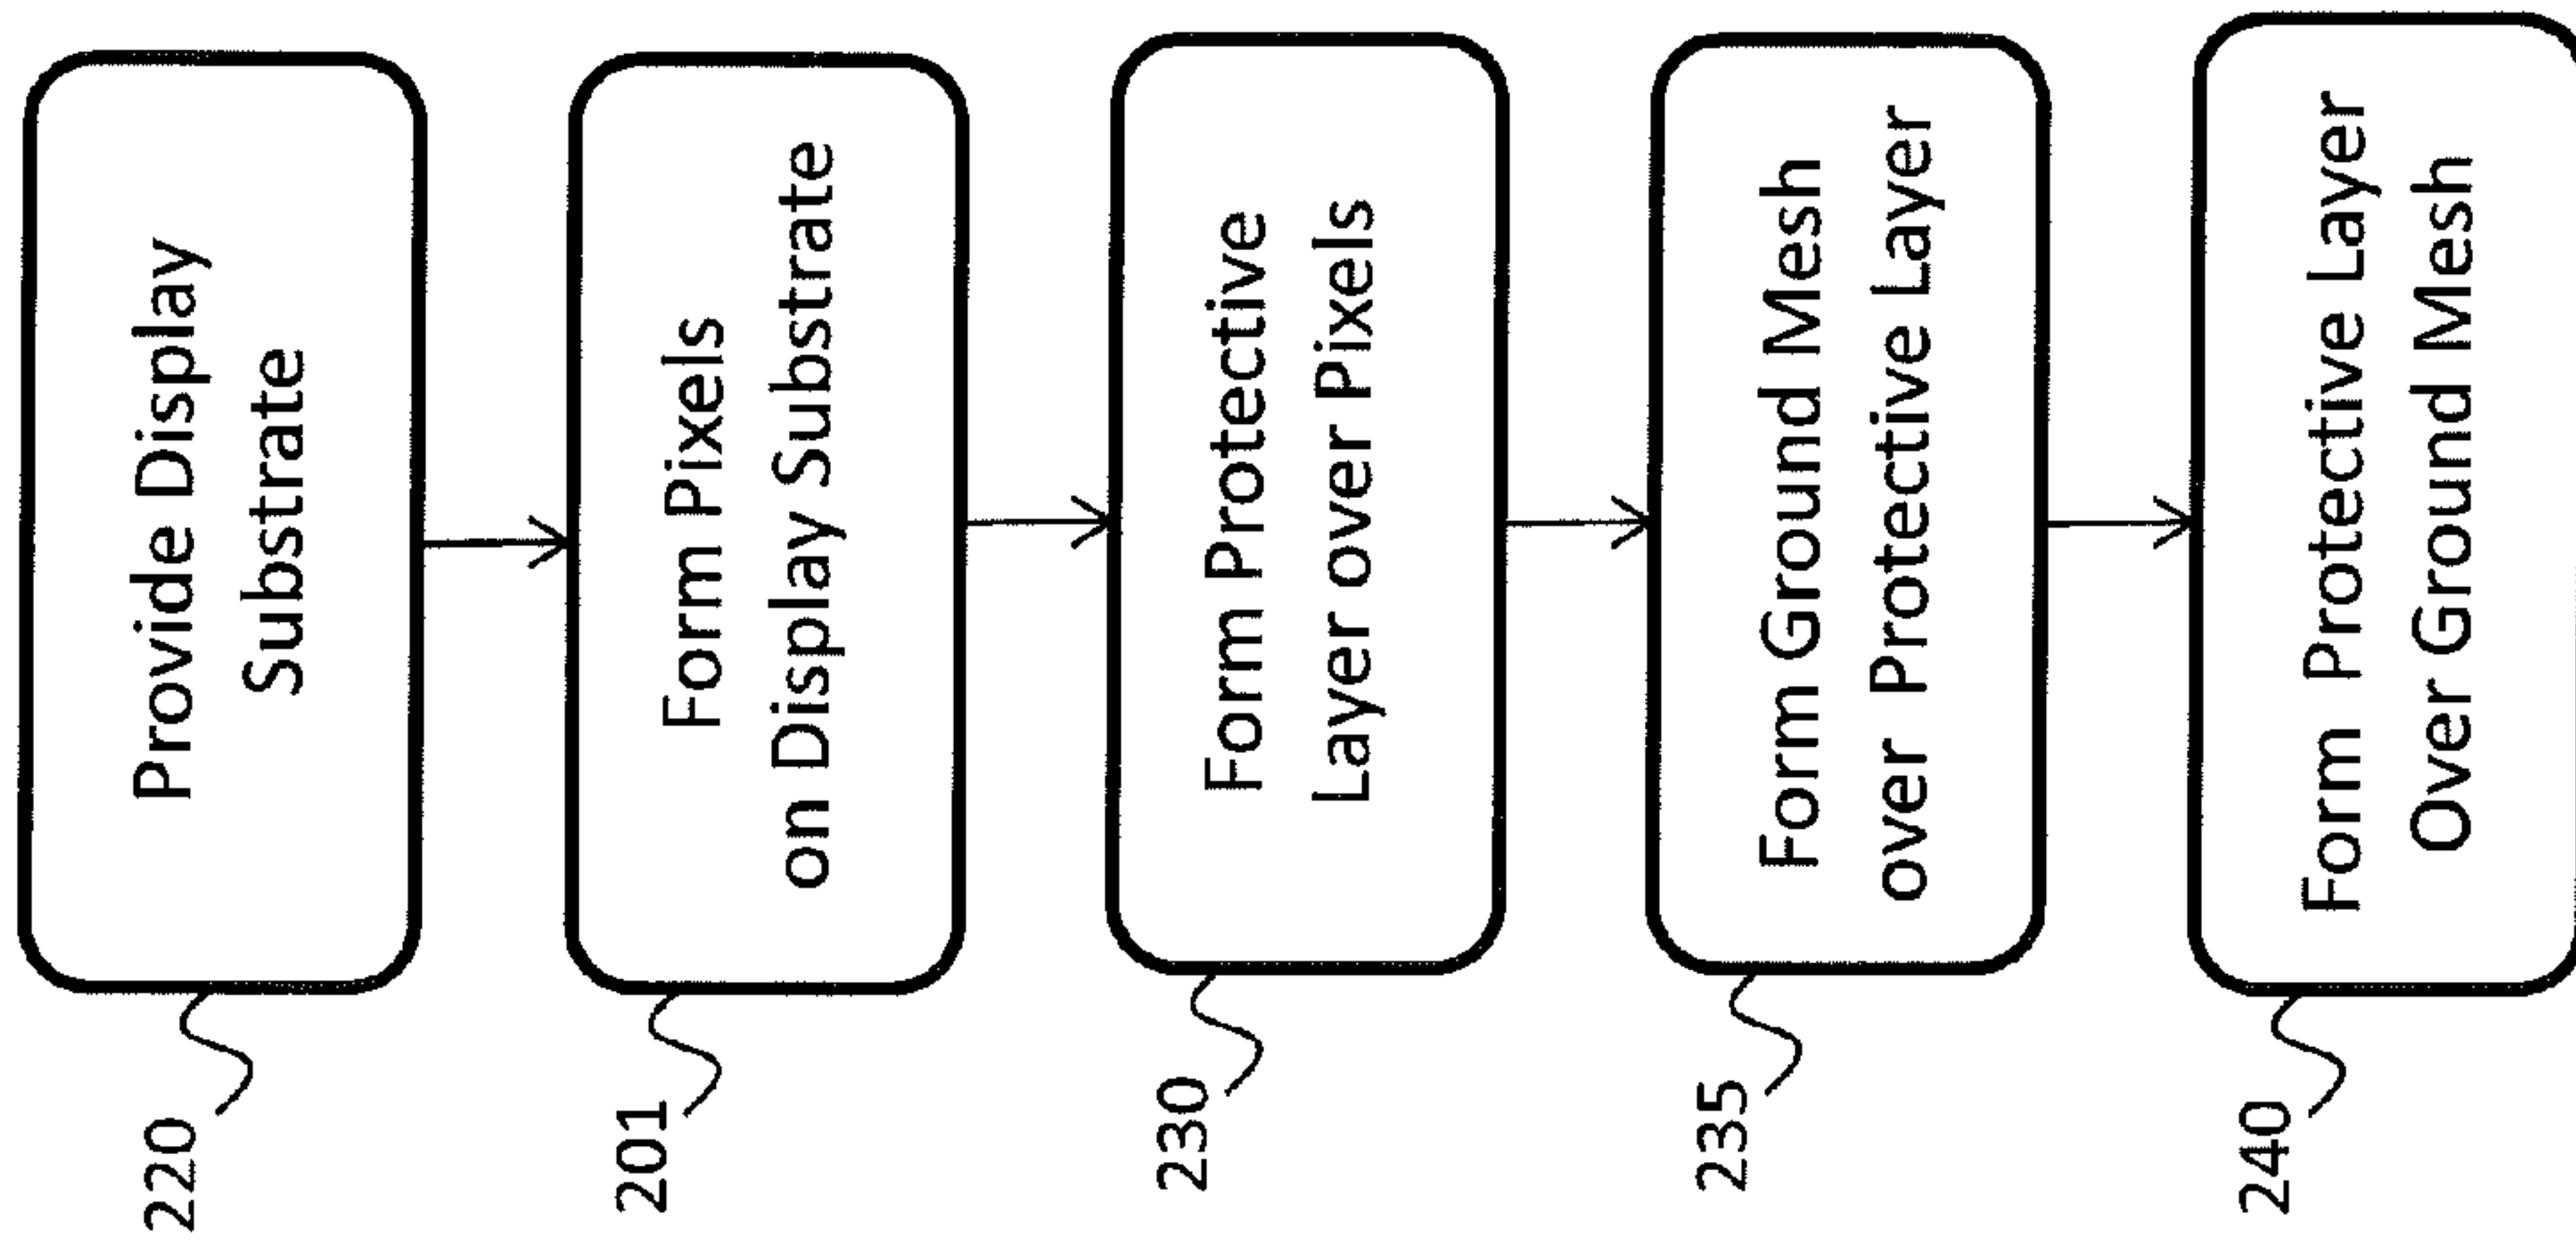 220
Provide Display
Substrate
201
Form Pixels
on Display Substrate
230
Form Protective
Layer over Pixels
235
Form Ground Mesh
over Protective Layer
240
Form Protective Layer
Over Ground Mesh